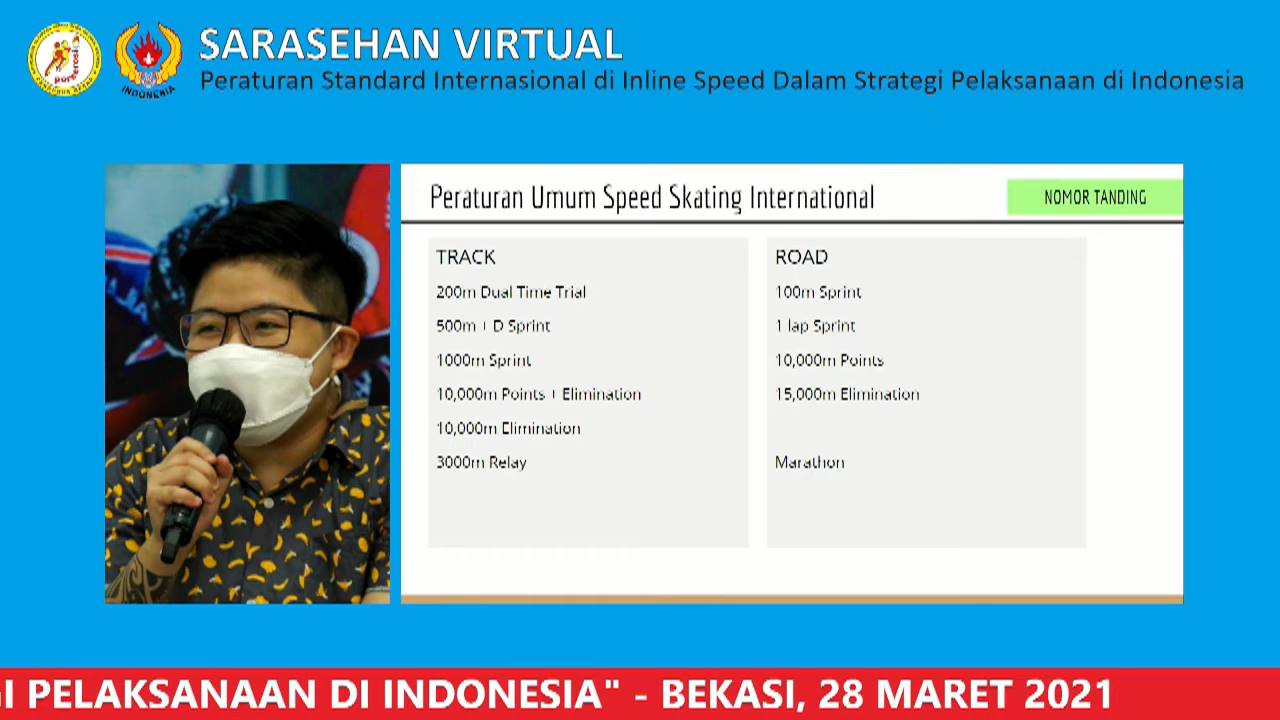 SARASEHAN VIRTUAL
Peraturan Standard Internasional di Inline Speed Dalam Strategi Pelaksanaan di Indonesia
porserosi
INDONESIA
Peraturan Umum Speed Skating International
NOMOR TANDING
TRACK
200m Dual Time Trial
500m + D Sprint
1000m Sprint
10,000m Points + Elimination
10,000m Elimination
3000m Relay
ROAD
100m Sprint
1 lap Sprint
10,000m Points
15,000m Elimination
Marathon
GI PELAKSANAAN DI INDONESIA" - BEKASI, 28 MARET 2021